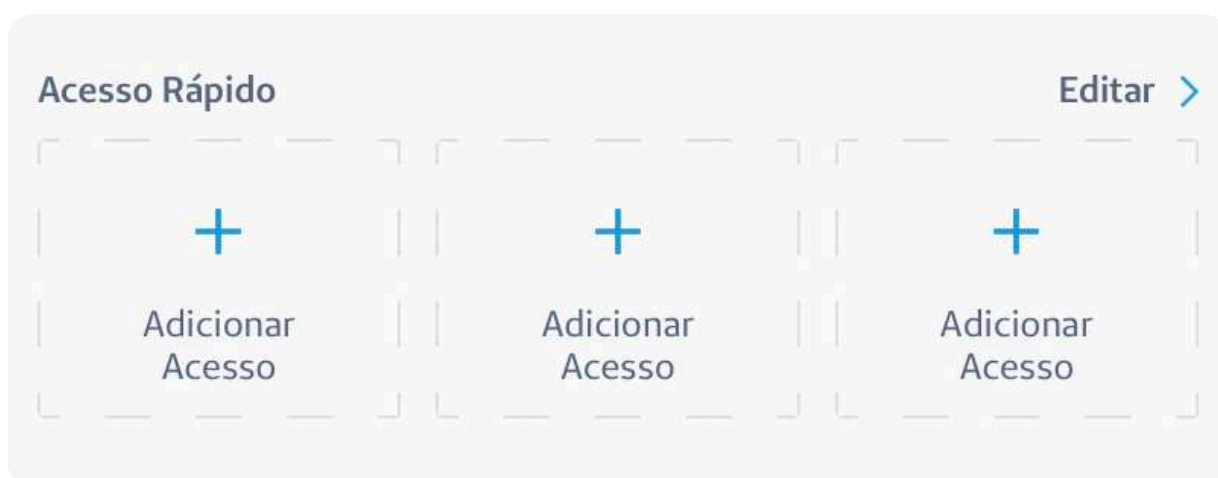 Acesso Rápido
Editar
Adicionar
Acesso
Adicionar
Acesso
Adicionar
Acesso